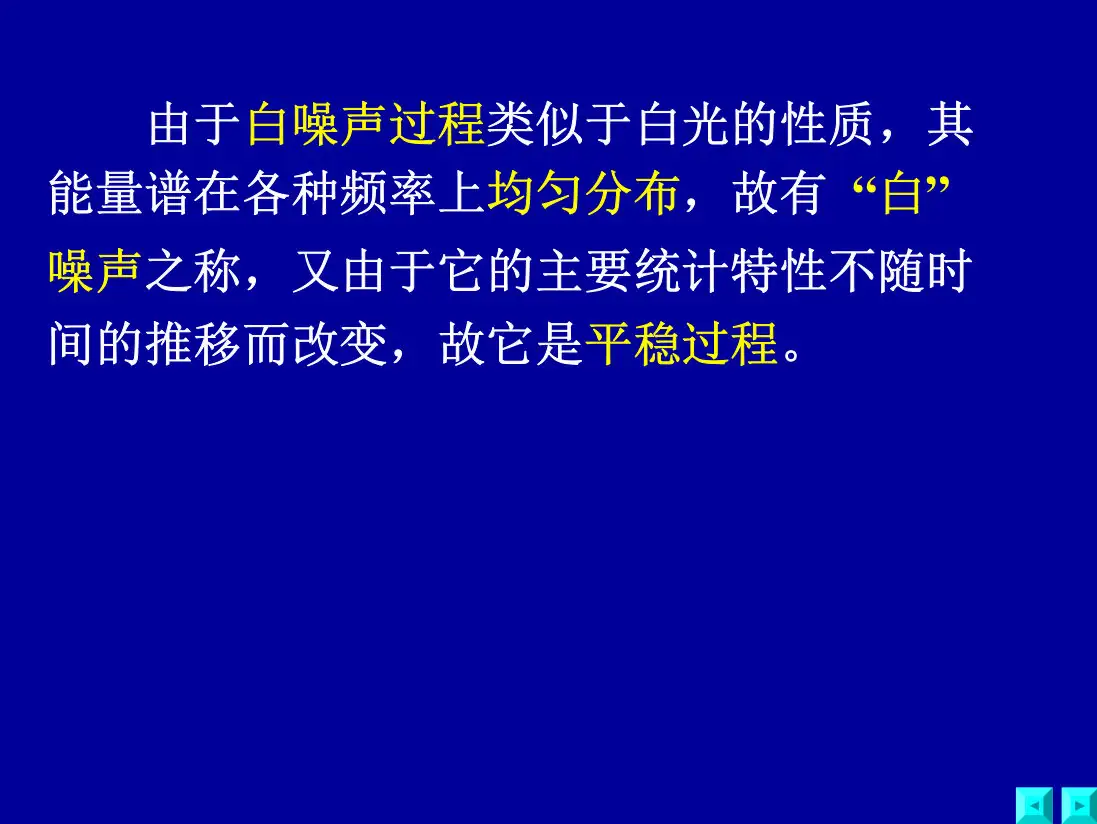 由于白噪声过程类似于白光的性质，其
能量谱在各种频率上均匀分布，故有 “白”
噪声之称，又由于它的主要统计特性不随时
间的推移而改变，故它是平稳过程。